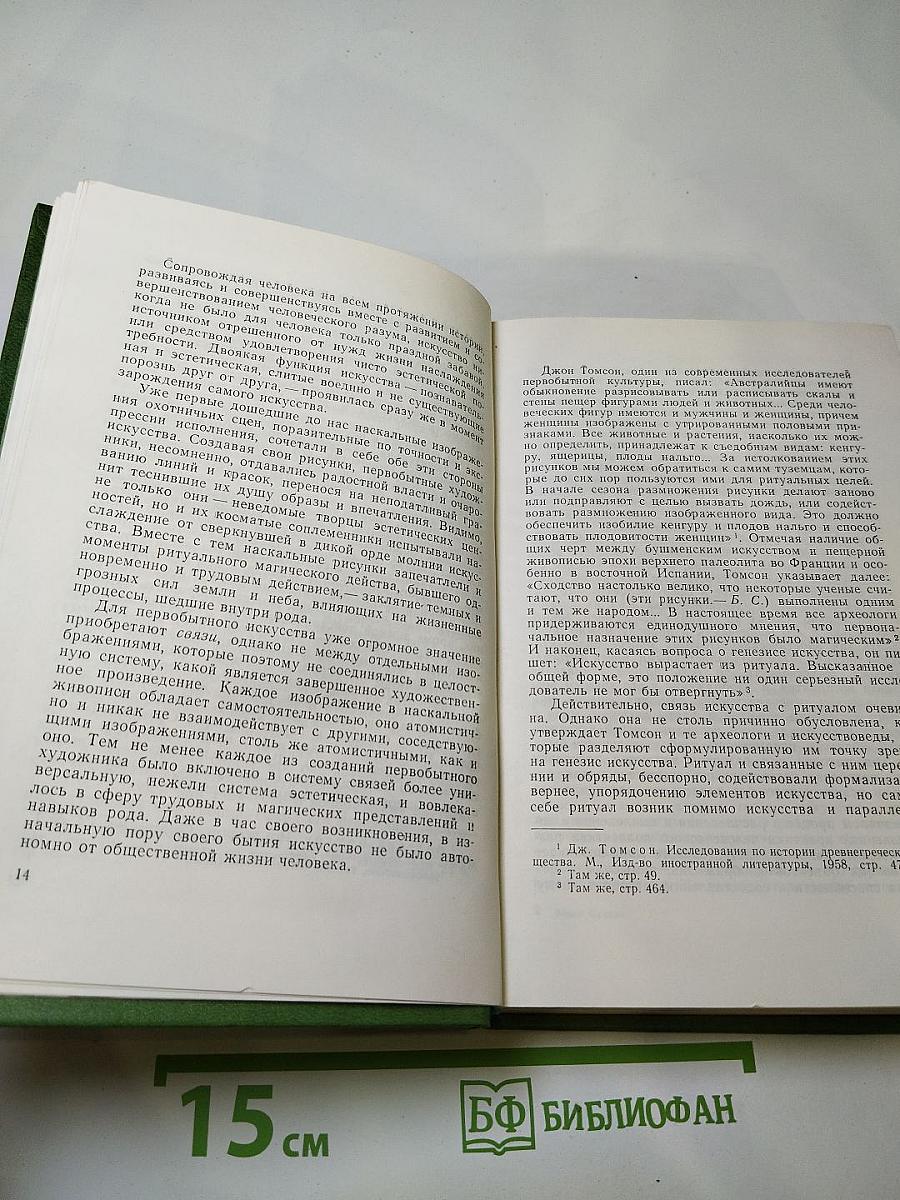 Сопровождая человека на всем протяжении истории,
развиваясь и совершенствуясь вместе с развитием и со-
вершенствованием человеческого разума, искусство ни-
когда не было для человека только праздной забавой,
источником отрешенного от нужд жизни наслаждения
или средством удовлетворения чисто эстетической по-
требности. Двоякая функция искусства — познаватель-
ная и эстетическая, слитые воедино и не существующие
порознь друг от друга,— проявилась сразу же в момент
зарождения самого искусства.
Уже первые дошедшие до нас наскальные изображе-
ния охотничьих сцен, поразительные по точности и экс-
прессии исполнения, сочетали в себе обе эти стороны
искусства. Создавая свои рисунки, первобытные худож-
ники, несомненно, отдавались радостной власти и очаро-
ванию линий и красок, перенося на неподатливый гра-
нит теснившие их душу образы и впечатления. Видимо,
не только они — неведомые творцы эстетических цен-
ностей, но и их косматые соплеменники испытывали на-
слаждение от сверкнувшей в дикой орде молнии искус-
ства. Вместе с тем наскальные рисунки запечатлели и
моменты ритуального магического действа, бывшего од-
новременно и трудовым действием,— заклятие темных и
грозных сил земли и неба, влияющих на жизненные
процессы, шедшие внутри рода.
Для первобытного искусства уже огромное значение
приобретают связи, однако не между отдельными изо-
бражениями, которые поэтому не соединялись в целост-
ную систему, какой является завершенное художествен-
ное произведение. Каждое изображение в наскальной
живописи обладает самостоятельностью, оно атомистич-
но и никак не взаимодействует с другими, соседствую-
щими изображениями, столь же атомистичными, как и
оно. Тем не менее каждое из созданий первобытного
художника было включено в систему связей более уни-
версальную, нежели система эстетическая, и вовлека-
лось в сферу трудовых и магических представлений и
навыков рода. Даже в час своего возникновения, в из-
начальную пору своего бытия искусство не было авто-
номно от общественной жизни человека.
14
Джон Томсон, один из современных исследователей
первобытной культуры, писал: «Австралийцы имеют
обыкновение разрисовывать или расписывать скалы и
стены пещер фигурами людей и животных... Среди чело-
веческих фигур имеются и мужчины и женщины, причем
женщины изображены с утрированными половыми при-
знаками. Все животные и растения, насколько их мож-
но определить, приналлежат к съедобным видам: кенгу-
ру, ящерицы, плоды нальго... За истолкованием этих
рисунков мы можем обратиться к самим туземцам, кото-
рые до сих пор пользуются ими для ритуальных целей.
В начале сезона размножения рисунки делают заново
или подправляют с целью вызвать дождь, или содейст-
вовать размножению изображенного вида. Это должно
обеспечить изобилие кенгуру и плодов нальго и способ-
ствовать плодовитости женщин»¹. Отмечая наличие об-
щих черт между бушменским искусством и пещерной
живописью эпохи верхнего палеолита во Франции и осо-
бенно в восточной Испании, Томсон указывает далее:
«Сходство настолько велико, что некоторые ученые счи-
тают, что они (эти рисунки.— Б. С.) выполнены одним
и тем же народом... В настоящее время все археологи
придерживаются единодушного мнения, что первона-
чальное назначение этих рисунков было магическим»²
И наконец, касаясь вопроса о генезисе искусства, он пи
шет: «Искусство вырастает из ритуала. Высказанное
общей форме, это положение ни один серьезный иссле
дователь не мог бы отвергнуть»³.
Действительно, связь искусства с ритуалом очеви
на. Однако она не столь причинно обусловлена, к
утверждает Томсон и те археологи и искусствоведы,
торые разделяют сформулированную им точку зре
на генезис искусства. Ритуал и связанные с ним цере
нии и обряды, бесспорно, содействовали формализа
вернее, упорядочению элементов искусства, но са
себе ритуал возник помимо искусства и паралле
¹ Дж. Томсон. Исследования по истории древнегречес
щества. М., Изд-во иностранной литературы, 1958, стр. 47
² Там же, стр. 49.
³ Там же, стр. 464.
15 см
БФ БИБЛИОФАН